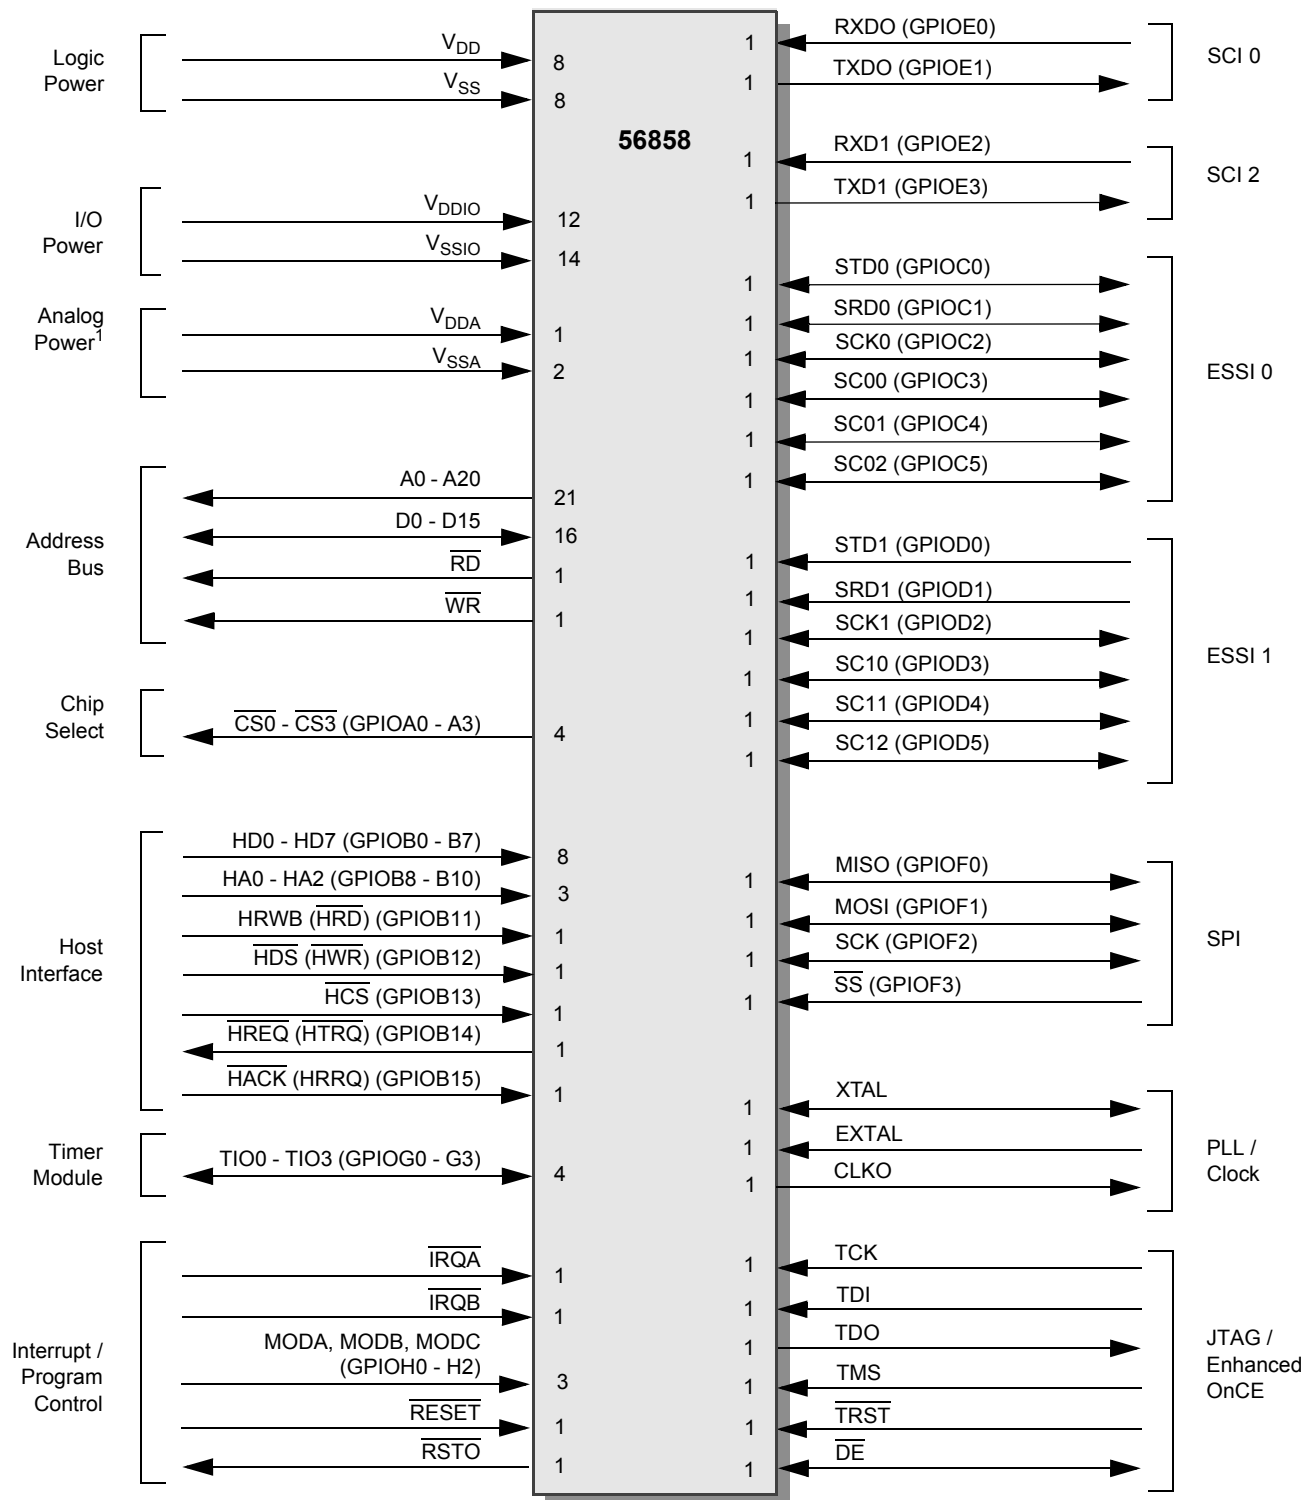 56858
Logic
Power
VDD
8
VSS
8
I/O
Power
VDDIO
12
VSSIO
14
Analog
Power1
VDDA
1
VSSA
2
Address
Bus
A0 - A20
21
D0 - D15
16
RD
1
WR
1
Chip
Select
CS0 - CS3 (GPIOA0 - A3)
4
Host
Interface
HD0 - HD7 (GPIOB0 - B7)
8
HA0 - HA2 (GPIOB8 - B10)
3
HRWB (HRD) (GPIOB11)
1
HDS (HWR) (GPIOB12)
1
HCS (GPIOB13)
1
HREQ (HTRQ) (GPIOB14)
1
HACK (HRRQ) (GPIOB15)
1
Timer
Module
TIO0 - TIO3 (GPIOG0 - G3)
4
Interrupt /
Program
Control
IRQA
1
IRQB
1
MODA, MODB, MODC
(GPIOH0 - H2)
3
RESET
1
RSTO
1
1
RXDO (GPIOE0)
1
TXDO (GPIOE1)
SCI 0
1
RXD1 (GPIOE2)
1
TXD1 (GPIOE3)
SCI 2
1
STD0 (GPIOC0)
1
SRD0 (GPIOC1)
1
SCK0 (GPIOC2)
1
SC00 (GPIOC3)
1
SC01 (GPIOC4)
1
SC02 (GPIOC5)
ESSI 0
1
STD1 (GPIOD0)
1
SRD1 (GPIOD1)
1
SCK1 (GPIOD2)
1
SC10 (GPIOD3)
1
SC11 (GPIOD4)
1
SC12 (GPIOD5)
ESSI 1
1
MISO (GPIOF0)
1
MOSI (GPIOF1)
1
SCK (GPIOF2)
1
SS (GPIOF3)
SPI
1
XTAL
1
EXTAL
1
CLKO
PLL /
Clock
1
TCK
1
TDI
1
TDO
1
TMS
1
TRST
1
DE
JTAG /
Enhanced
OnCE